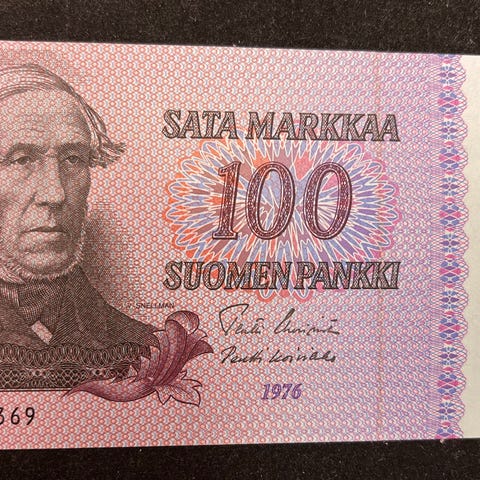 SATA MARKKAA
100
SUOMEN PANKKI
J.V. SNELLMAN
1976
369